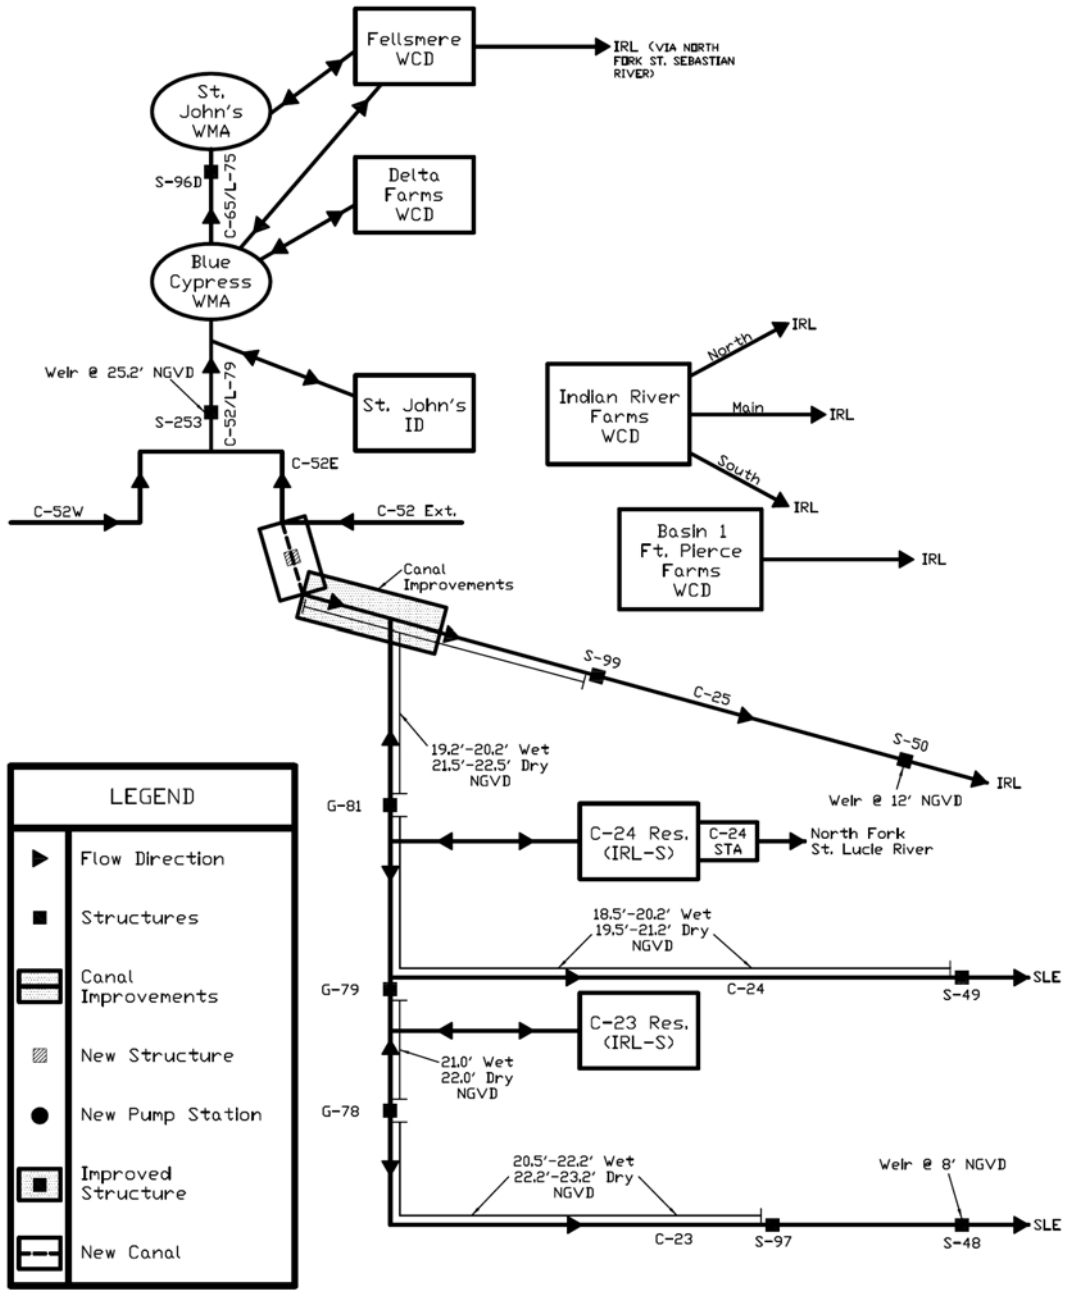 Fellsmere
WCD
IRL (VIA NORTH
FORK ST. SEBASTIAN
RIVER)
St.
John's
WMA
S-96D
C-65/L-75
Delta
Farms
WCD
Blue
Cypress
WMA
Weir @ 25.2' NGVD
S-253
C-52/L-79
St. John's
ID
C-52E
C-52W
C-52 Ext.
North
IRL
Indian River
Farms
WCD
Main
IRL
South
IRL
Basin 1
Ft. Pierce
Farms
WCD
IRL
Canal
Improvements
S-99
C-25
S-50
IRL
Weir @ 12' NGVD
19.2'-20.2' Wet
21.5'-22.5' Dry
NGVD
G-81
C-24 Res.
(IRL-S)
C-24
STA
North Fork
St. Lucie River
18.5'-20.2' Wet
19.5'-21.2' Dry
NGVD
G-79
C-24
S-49
SLE
C-23 Res.
(IRL-S)
21.0' Wet
22.0' Dry
NGVD
G-78
20.5'-22.2' Wet
22.2'-23.2' Dry
NGVD
Weir @ 8' NGVD
C-23
S-97
S-48
SLE
LEGEND
Flow Direction
Structures
Canal
Improvements
New Structure
New Pump Station
Improved
Structure
New Canal